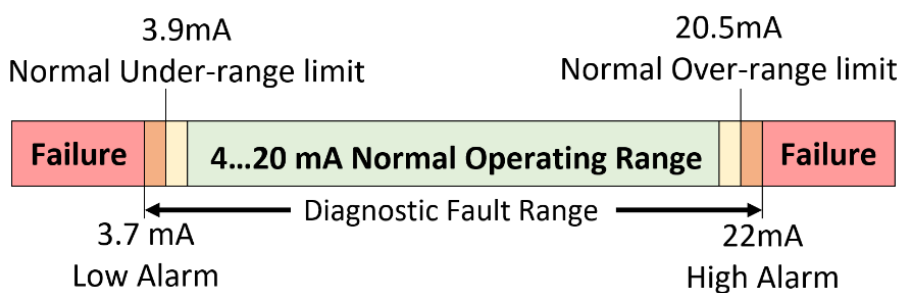 3.9mA
Normal Under-range limit
20.5mA
Normal Over-range limit
Failure
4...20 mA Normal Operating Range
Failure
Diagnostic Fault Range
3.7 mA
Low Alarm
22mA
High Alarm